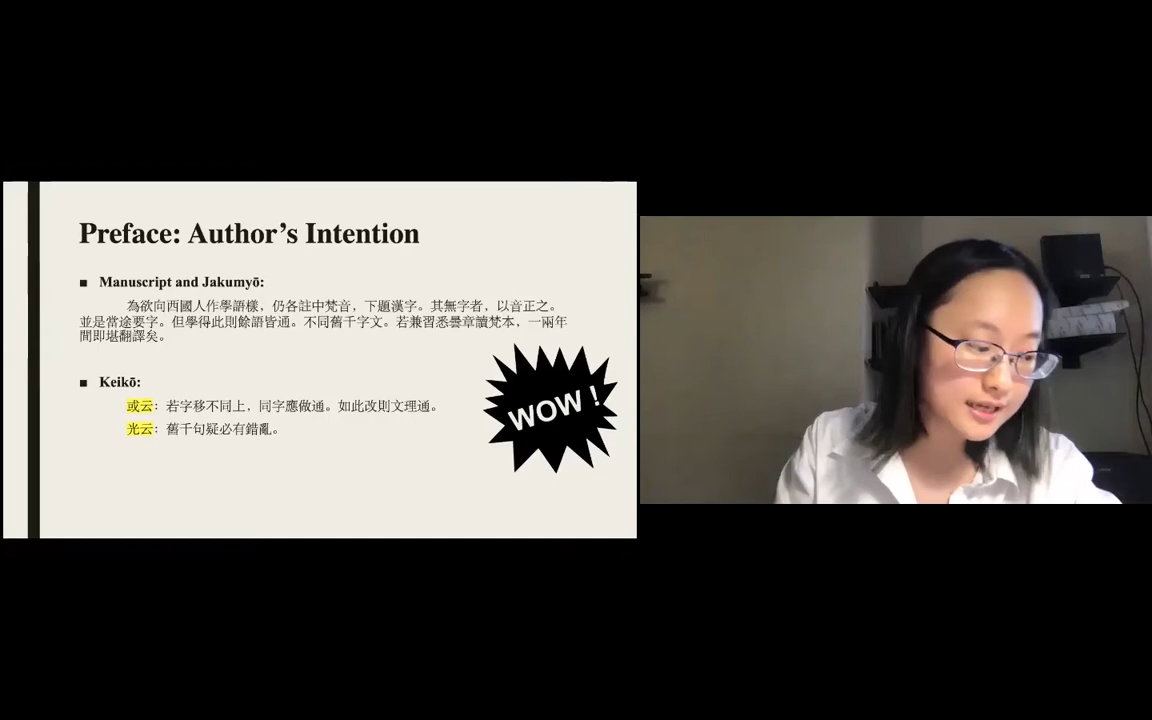 Preface: Author's Intention
■ Manuscript and Jakumyō:
為欲向西國人作學語樣，仍各註中梵音，下題漢字。其無字者，以音正之。
並是當途要字。但學得此則餘語皆通。不同舊千字文。若兼習悉曇章讀梵本，一兩年
間即堪翻譯矣。
■ Keikō:
或云：若字移不同上，同字應做通。如此改則文理通。
光云：舊千句疑必有錯亂。
WOW !